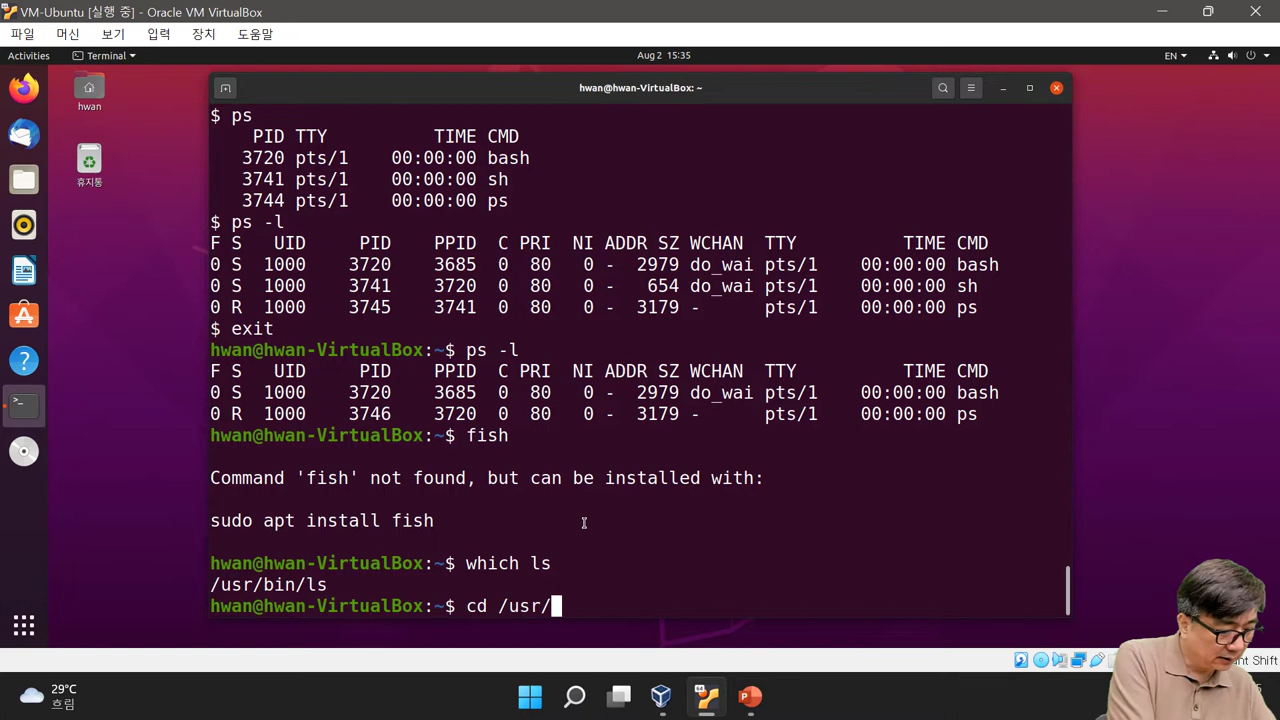 VM-Ubuntu [실행 중] - Oracle VM VirtualBox
파일 머신 보기 입력 장치 도움말
Activities Terminal Aug 2 15:35 EN
hwan@hwan-VirtualBox: ~
hwan
휴지통
$ ps
PID TTY TIME CMD
3720 pts/1 00:00:00 bash
3741 pts/1 00:00:00 sh
3744 pts/1 00:00:00 ps
$ ps -l
F S UID PID PPID C PRI NI ADDR SZ WCHAN TTY TIME CMD
0 S 1000 3720 3685 0 80 0 - 2979 do_wai pts/1 00:00:00 bash
0 S 1000 3741 3720 0 80 0 - 654 do_wai pts/1 00:00:00 sh
0 R 1000 3745 3741 0 80 0 - 3179 - pts/1 00:00:00 ps
$ exit
hwan@hwan-VirtualBox:~$ ps -l
F S UID PID PPID C PRI NI ADDR SZ WCHAN TTY TIME CMD
0 S 1000 3720 3685 0 80 0 - 2979 do_wai pts/1 00:00:00 bash
0 R 1000 3746 3720 0 80 0 - 3179 - pts/1 00:00:00 ps
hwan@hwan-VirtualBox:~$ fish
Command 'fish' not found, but can be installed with:
sudo apt install fish
hwan@hwan-VirtualBox:~$ which ls
/usr/bin/ls
hwan@hwan-VirtualBox:~$ cd /usr/
Shift
29°C
흐림